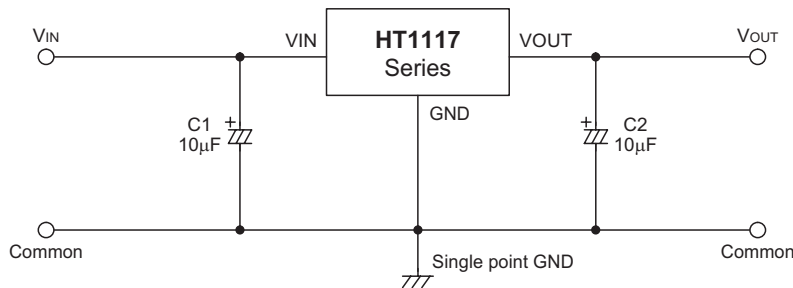 VIN
VIN
HT1117
Series
VOUT
VOUT
GND
+
C1
10μF
+
C2
10μF
Common
Single point GND
Common